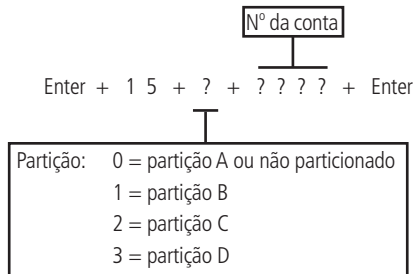 Nº da conta
Enter + 1 5 + ? + ? ? ? ? + Enter
Partição: 0 = partição A ou não particionado
1 = partição B
2 = partição C
3 = partição D